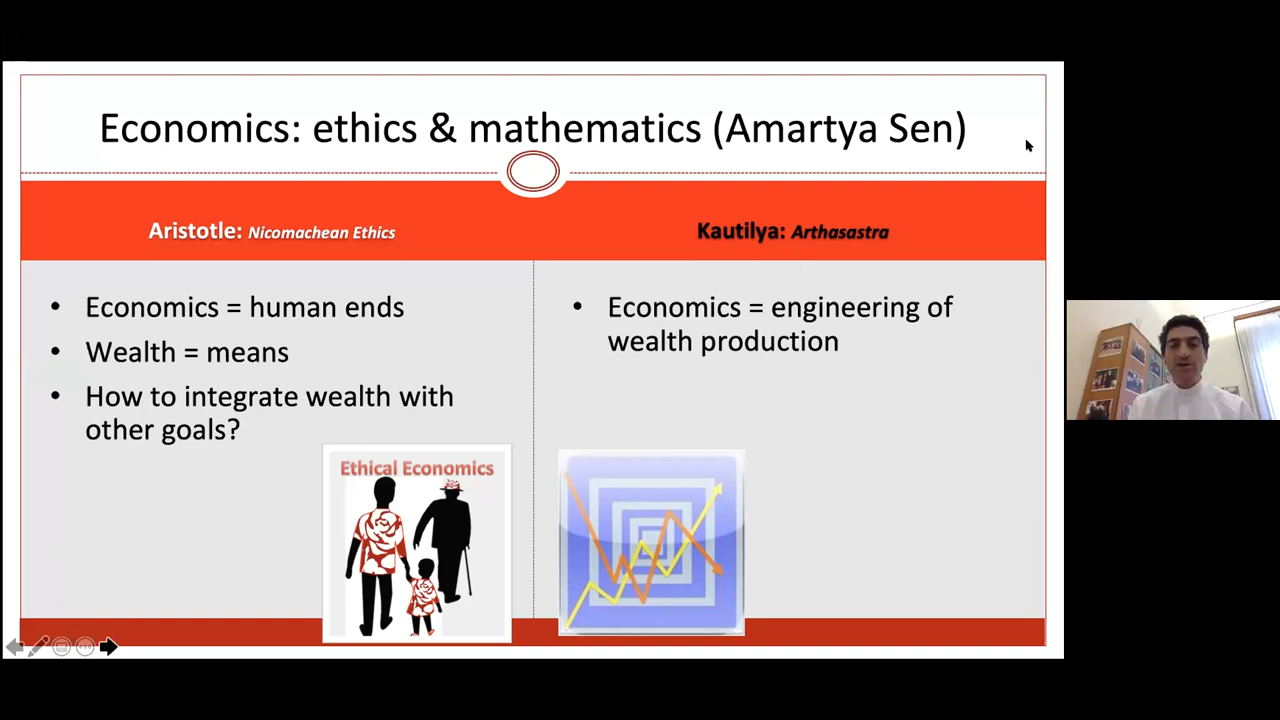 Economics: ethics & mathematics (Amartya Sen)
Aristotle: Nicomachean Ethics
Kautilya: Arthasastra
• Economics = human ends
• Wealth = means
• How to integrate wealth with
other goals?
Ethical Economics
• Economics = engineering of
wealth production